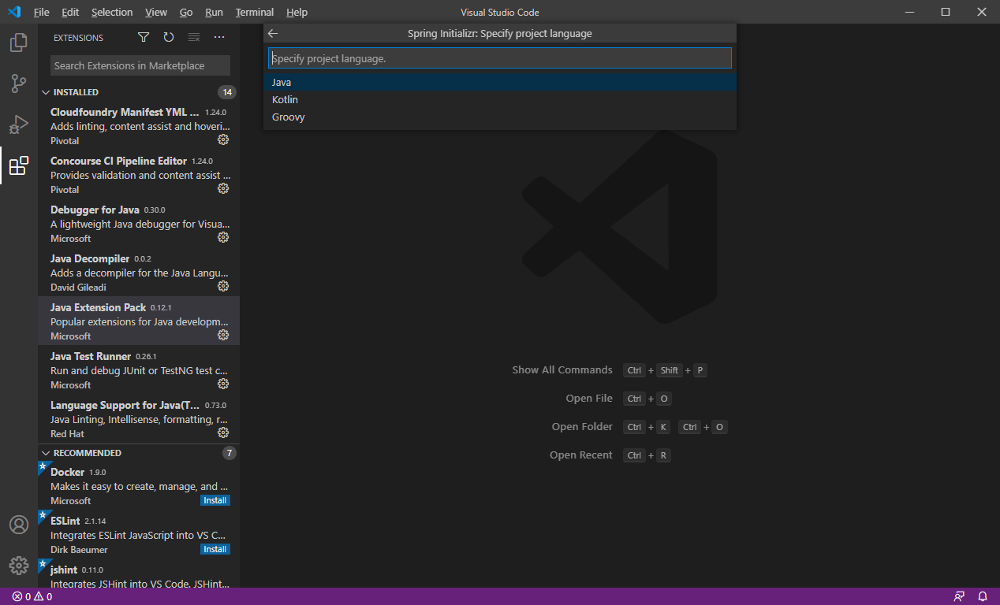 File Edit Selection View Go Run Terminal Help
Visual Studio Code
EXTENSIONS
Search Extensions in Marketplace
INSTALLED 14
Cloudfoundry Manifest YML ... 1.24.0
Adds linting, content assist and hoveri...
Pivotal
Concourse CI Pipeline Editor 1.24.0
Provides validation and content assist ...
Pivotal
Debugger for Java 0.30.0
A lightweight Java debugger for Visua...
Microsoft
Java Decompiler 0.0.2
Adds a decompiler for the Java Langu...
David Gileadi
Java Extension Pack 0.12.1
Popular extensions for Java developm...
Microsoft
Java Test Runner 0.26.1
Run and debug JUnit or TestNG test c...
Microsoft
Language Support for Java(T... 0.73.0
Java Linting, Intellisense, formatting, r...
Red Hat
RECOMMENDED 7
Docker 1.9.0
Makes it easy to create, manage, and ...
Microsoft Install
ESLint 2.1.14
Integrates ESLint JavaScript into VS C...
Dirk Baeumer Install
jshint 0.11.0
Integrates JSHint into VS Code. JSHint...
Spring Initializr: Specify project language
Specify project language.
Java
Kotlin
Groovy
Show All Commands Ctrl + Shift + P
Open File Ctrl + O
Open Folder Ctrl + K Ctrl + O
Open Recent Ctrl + R
0 0